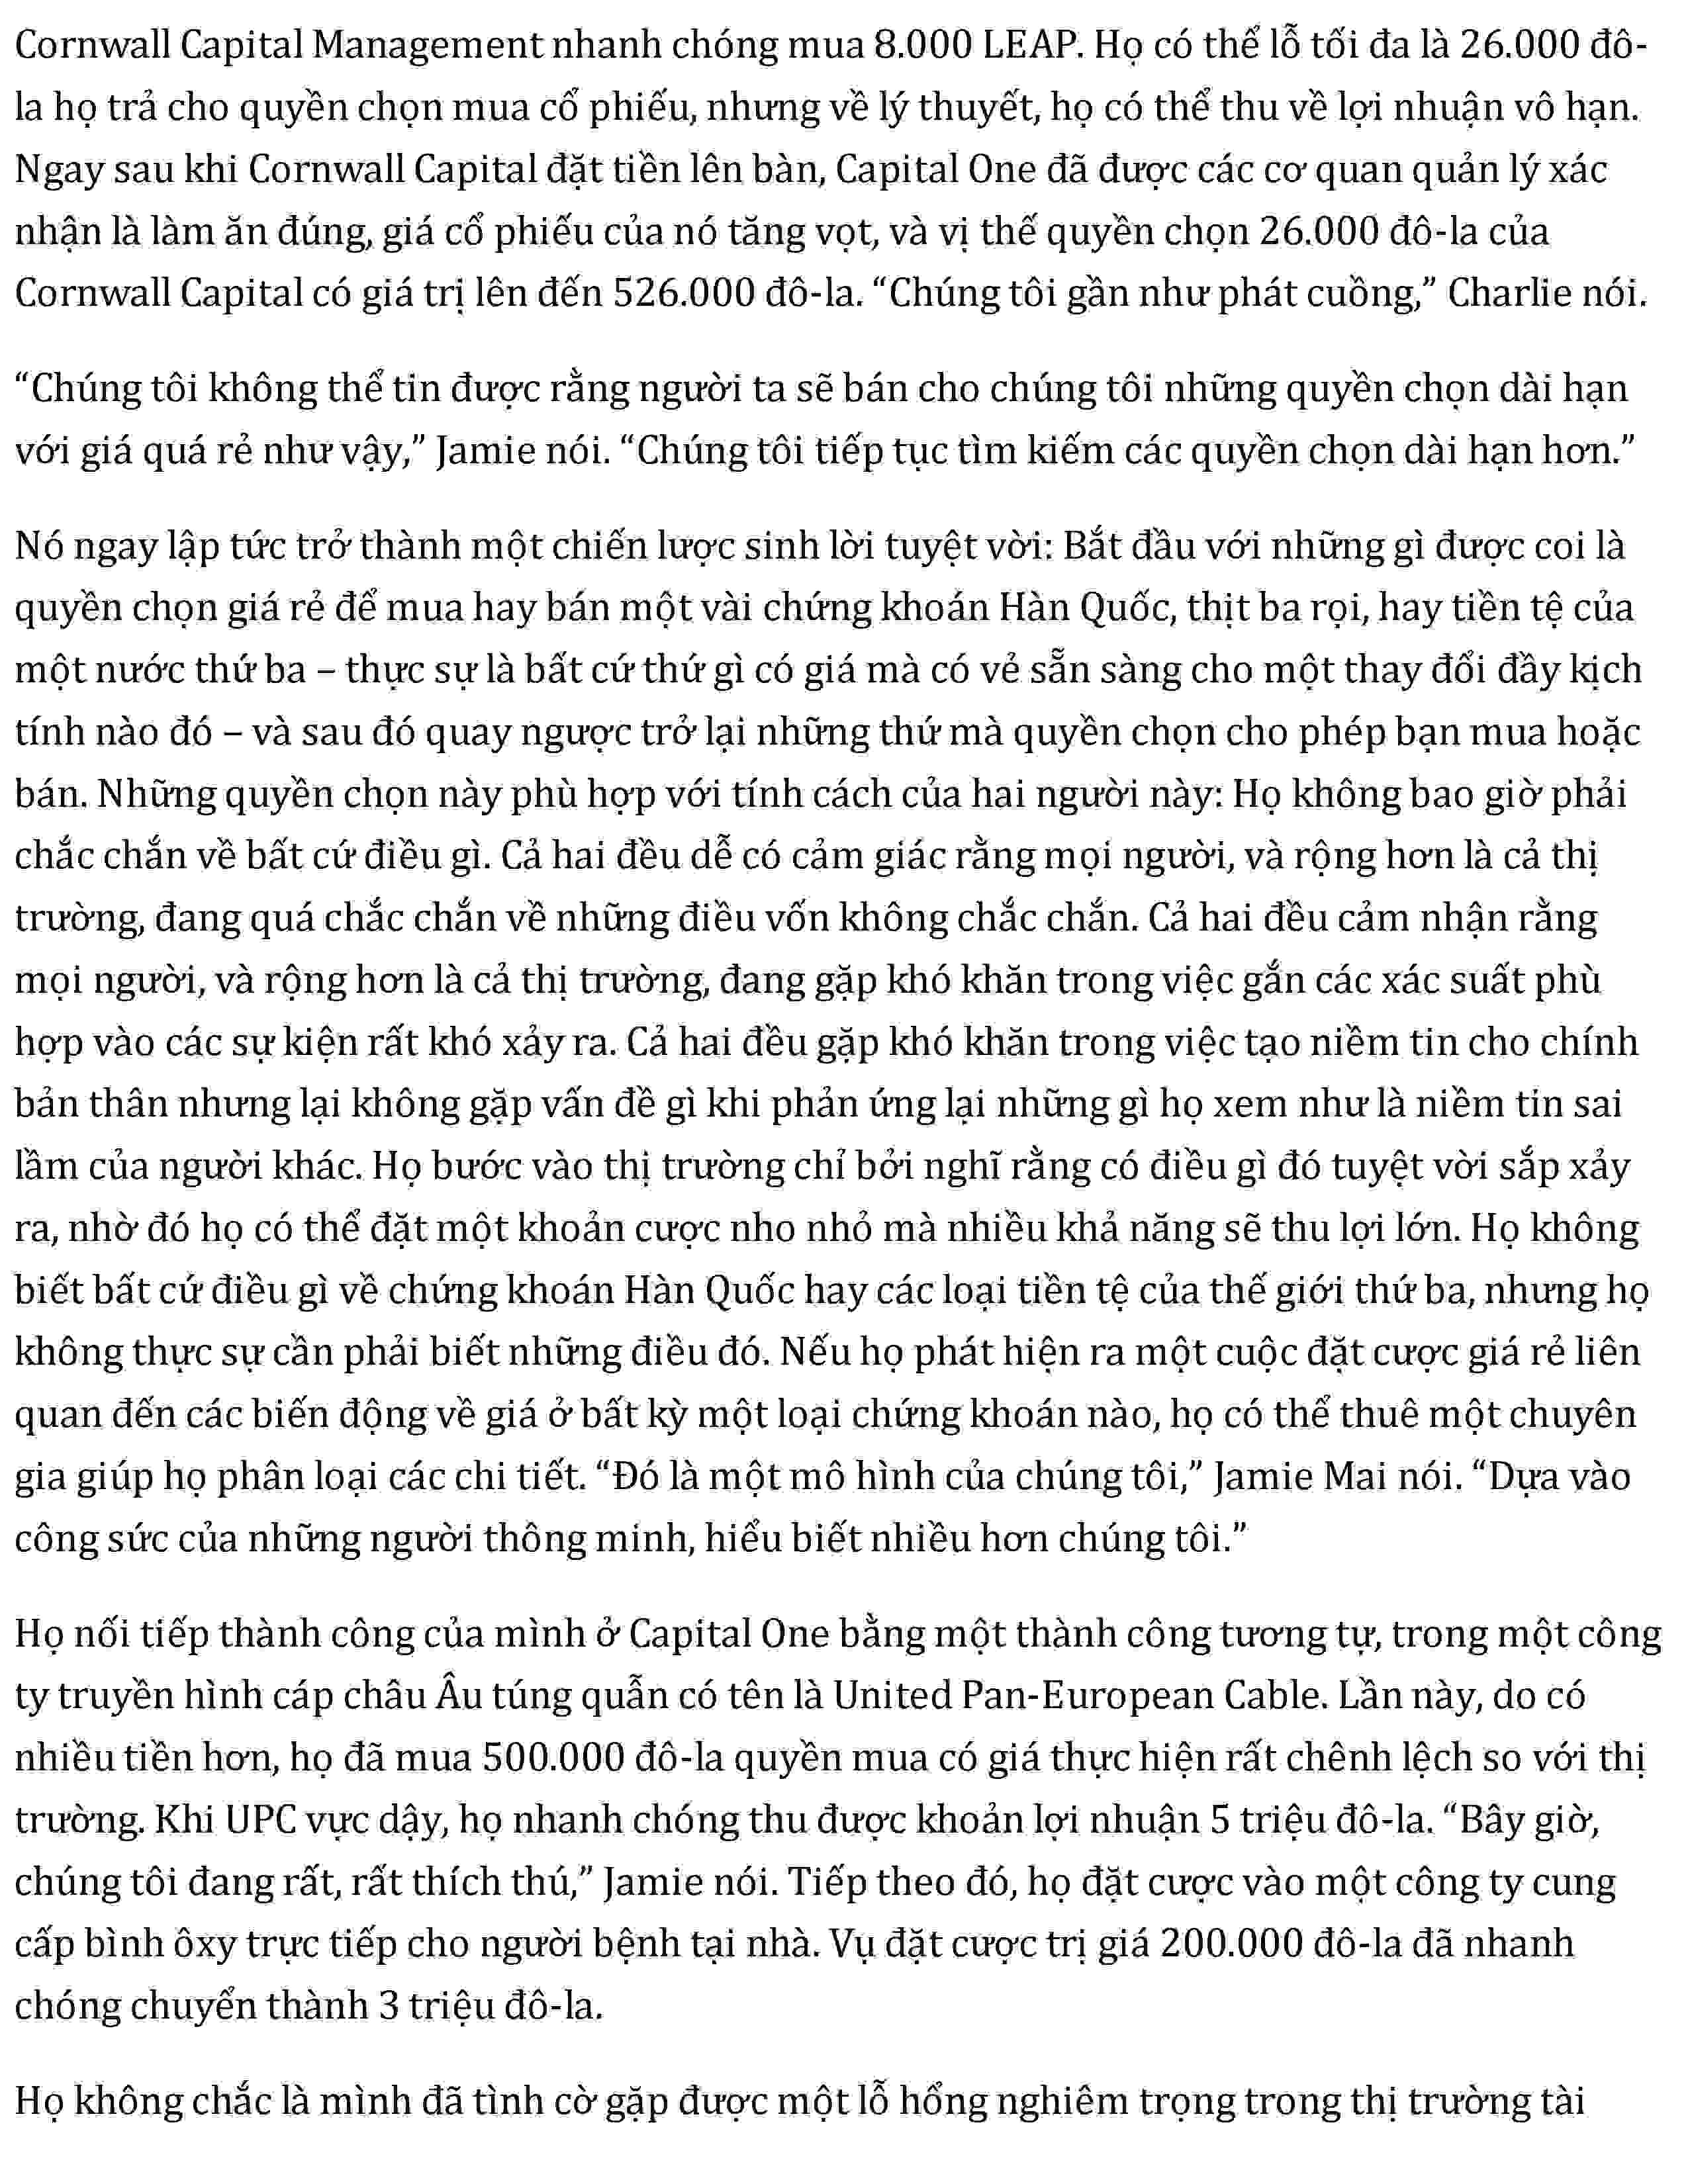 Cornwall Capital Management nhanh chóng mua 8.000 LEAP. Họ có thể lỗ tối đa là 26.000 đô-
la họ trả cho quyền chọn mua cổ phiếu, nhưng về lý thuyết, họ có thể thu về lợi nhuận vô hạn.
Ngay sau khi Cornwall Capital đặt tiền lên bàn, Capital One đã được các cơ quan quản lý xác
nhận là làm ăn đúng, giá cổ phiếu của nó tăng vọt, và vị thế quyền chọn 26.000 đô-la của
Cornwall Capital có giá trị lên đến 526.000 đô-la. “Chúng tôi gần như phát cuồng,” Charlie nói.
“Chúng tôi không thể tin được rằng người ta sẽ bán cho chúng tôi những quyền chọn dài hạn
với giá quá rẻ như vậy,” Jamie nói. “Chúng tôi tiếp tục tìm kiếm các quyền chọn dài hạn hơn.”
Nó ngay lập tức trở thành một chiến lược sinh lời tuyệt vời: Bắt đầu với những gì được coi là
quyền chọn giá rẻ để mua hay bán một vài chứng khoán Hàn Quốc, thịt ba rọi, hay tiền tệ của
một nước thứ ba – thực sự là bất cứ thứ gì có giá mà có vẻ sẵn sàng cho một thay đổi đầy kịch
tính nào đó – và sau đó quay ngược trở lại những thứ mà quyền chọn cho phép bạn mua hoặc
bán. Những quyền chọn này phù hợp với tính cách của hai người này: Họ không bao giờ phải
chắc chắn về bất cứ điều gì. Cả hai đều dễ có cảm giác rằng mọi người, và rộng hơn là cả thị
trường, đang quá chắc chắn về những điều vốn không chắc chắn. Cả hai đều cảm nhận rằng
mọi người, và rộng hơn là cả thị trường, đang gặp khó khăn trong việc gắn các xác suất phù
hợp vào các sự kiện rất khó xảy ra. Cả hai đều gặp khó khăn trong việc tạo niềm tin cho chính
bản thân nhưng lại không gặp vấn đề gì khi phản ứng lại những gì họ xem như là niềm tin sai
lầm của người khác. Họ bước vào thị trường chỉ bởi nghĩ rằng có điều gì đó tuyệt vời sắp xảy
ra, nhờ đó họ có thể đặt một khoản cược nho nhỏ mà nhiều khả năng sẽ thu lợi lớn. Họ không
biết bất cứ điều gì về chứng khoán Hàn Quốc hay các loại tiền tệ của thế giới thứ ba, nhưng họ
không thực sự cần phải biết những điều đó. Nếu họ phát hiện ra một cuộc đặt cược giá rẻ liên
quan đến các biến động về giá ở bất kỳ một loại chứng khoán nào, họ có thể thuê một chuyên
gia giúp họ phân loại các chi tiết. “Đó là một mô hình của chúng tôi,” Jamie Mai nói. “Dựa vào
công sức của những người thông minh, hiểu biết nhiều hơn chúng tôi.”
Họ nối tiếp thành công của mình ở Capital One bằng một thành công tương tự, trong một công
ty truyền hình cáp châu Âu túng quẫn có tên là United Pan-European Cable. Lần này, do có
nhiều tiền hơn, họ đã mua 500.000 đô-la quyền mua có giá thực hiện rất chênh lệch so với thị
trường. Khi UPC vực dậy, họ nhanh chóng thu được khoản lợi nhuận 5 triệu đô-la. “Bây giờ,
chúng tôi đang rất, rất thích thú,” Jamie nói. Tiếp theo đó, họ đặt cược vào một công ty cung
cấp bình ôxy trực tiếp cho người bệnh tại nhà. Vụ đặt cược trị giá 200.000 đô-la đã nhanh
chóng chuyển thành 3 triệu đô-la.
Họ không chắc là mình đã tình cờ gặp được một lỗ hổng nghiêm trọng trong thị trường tài